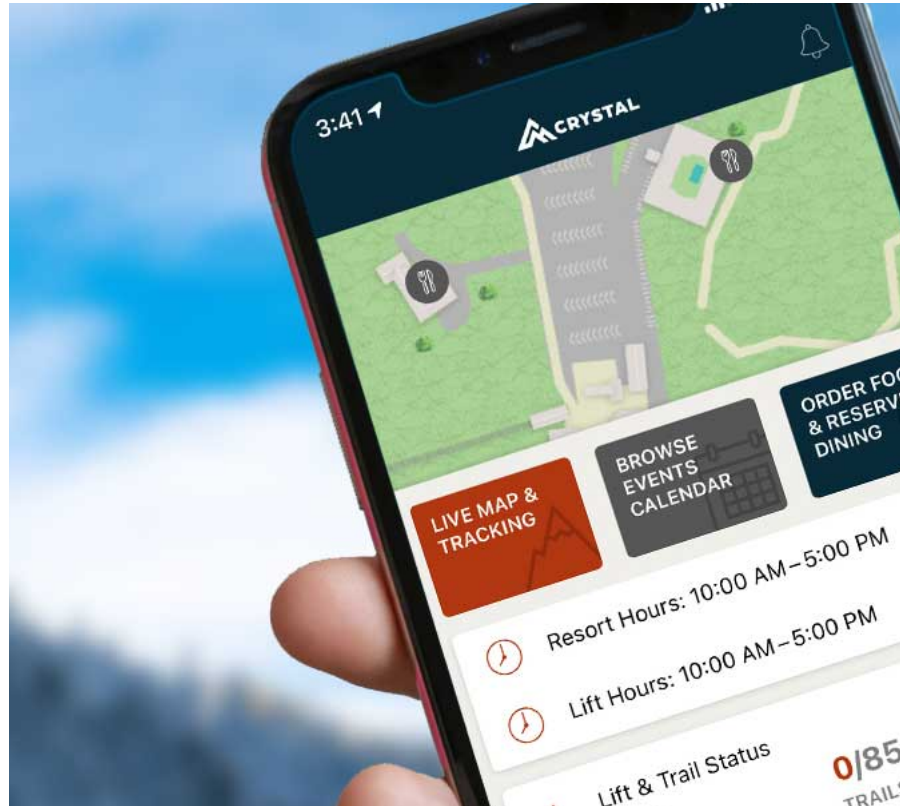 3:41
CRYSTAL
LIVE MAP &
TRACKING
BROWSE
EVENTS
CALENDAR
ORDER FOO
& RESERV
DINING
Resort Hours: 10:00 AM – 5:00 PM
Lift Hours: 10:00 AM – 5:00 PM
Lift & Trail Status
0/85
TRAILS